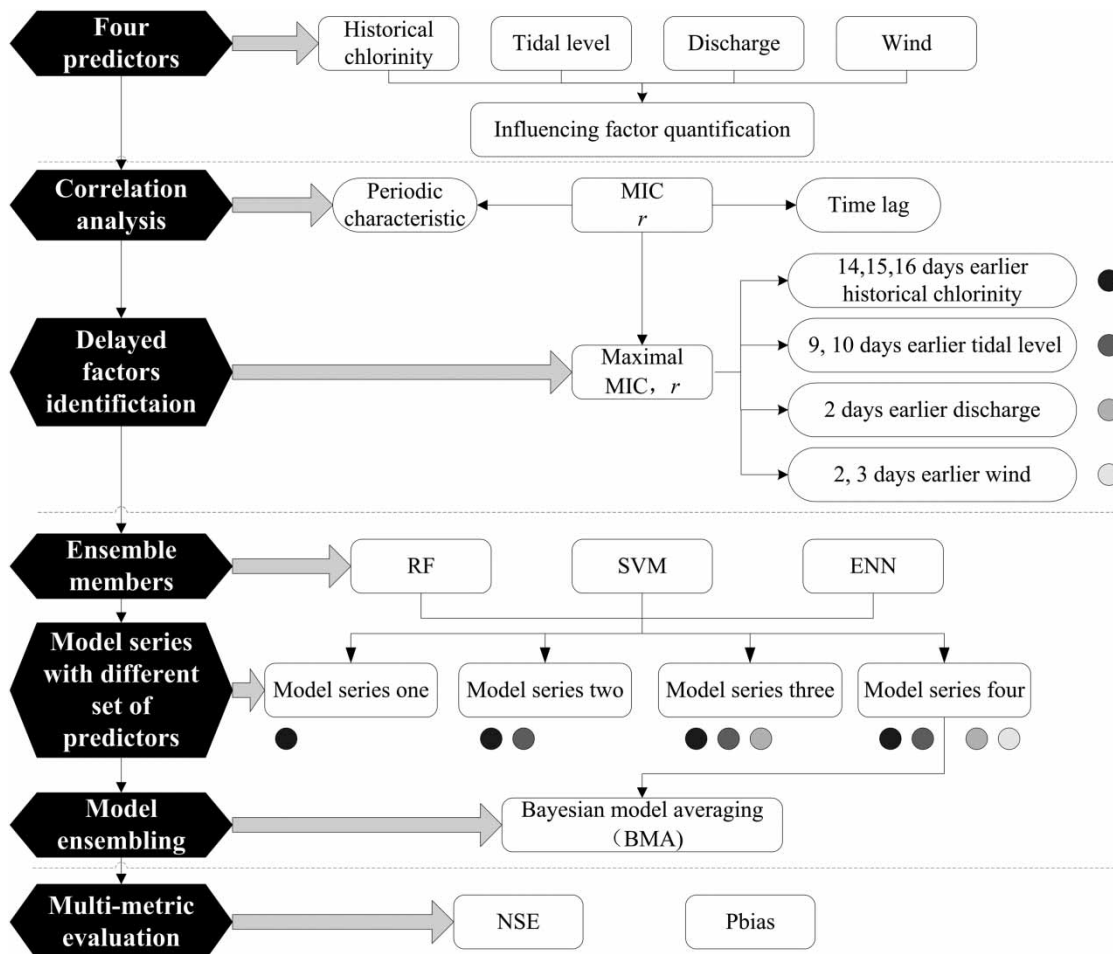 Four
predictors
Historical
chlorinity
Tidal level
Discharge
Wind
Influencing factor quantification
Correlation
analysis
Periodic
characteristic
MIC
r
Time lag
14,15,16 days earlier
historical chlorinity
Delayed
factors
identifictaion
Maximal
MIC，r
9, 10 days earlier tidal level
2 days earlier discharge
2, 3 days earlier wind
Ensemble
members
RF
SVM
ENN
Model series
with different
set of
predictors
Model series one
Model series two
Model series three
Model series four
Model
ensembling
Bayesian model averaging
（BMA)
Multi-metric
evaluation
NSE
Pbias